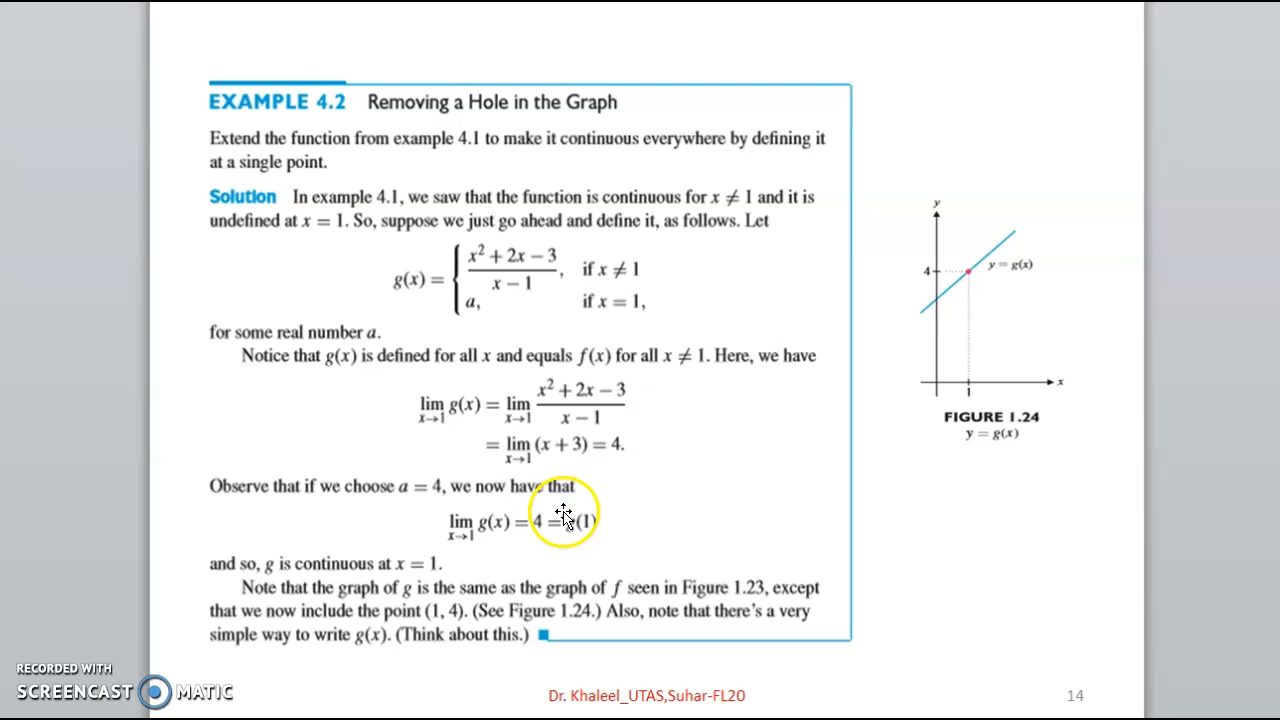 EXAMPLE 4.2 Removing a Hole in the Graph
Extend the function from example 4.1 to make it continuous everywhere by defining it
at a single point.
Solution In example 4.1, we saw that the function is continuous for x ≠ 1 and it is
undefined at x = 1. So, suppose we just go ahead and define it, as follows. Let
g(x) = { (x² + 2x − 3)/(x − 1), if x ≠ 1
a, if x = 1,
for some real number a.
Notice that g(x) is defined for all x and equals f(x) for all x ≠ 1. Here, we have
lim x→1 g(x) = lim x→1 (x² + 2x − 3)/(x − 1)
= lim x→1 (x + 3) = 4.
Observe that if we choose a = 4, we now have that
lim x→1 g(x) = 4 = g(1)
and so, g is continuous at x = 1.
Note that the graph of g is the same as the graph of f seen in Figure 1.23, except
that we now include the point (1, 4). (See Figure 1.24.) Also, note that there's a very
simple way to write g(x). (Think about this.)
y
4
y = g(x)
x
1
FIGURE 1.24
y = g(x)
RECORDED WITH
SCREENCAST MATIC
Dr. Khaleel_UTAS,Suhar-FL20
14